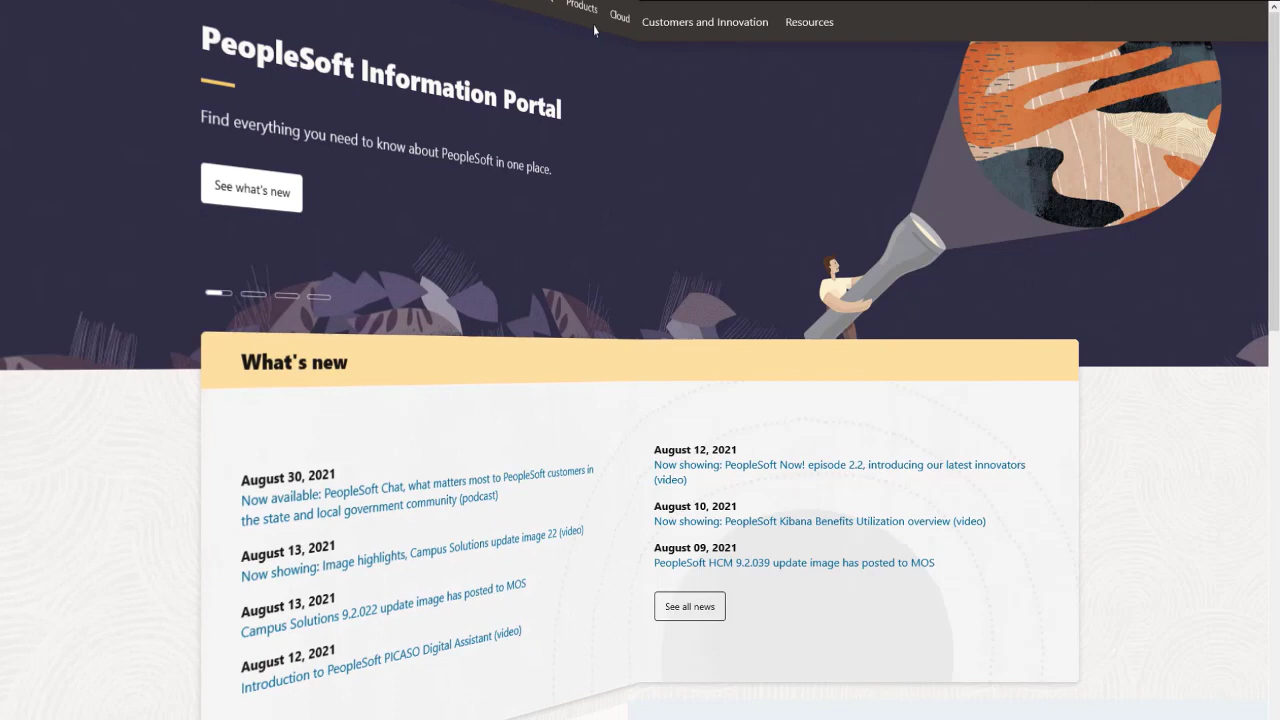 Products
Cloud
Customers and Innovation
Resources
PeopleSoft Information Portal
Find everything you need to know about PeopleSoft in one place.
See what's new
What's new
August 30, 2021
Now available: PeopleSoft Chat, what matters most to PeopleSoft customers in
the state and local government community (podcast)
August 13, 2021
Now showing: Image highlights, Campus Solutions update image 22 (video)
August 13, 2021
Campus Solutions 9.2.022 update image has posted to MOS
August 12, 2021
Introduction to PeopleSoft PICASO Digital Assistant (video)
August 12, 2021
Now showing: PeopleSoft Now! episode 2.2, introducing our latest innovators
(video)
August 10, 2021
Now showing: PeopleSoft Kibana Benefits Utilization overview (video)
August 09, 2021
PeopleSoft HCM 9.2.039 update image has posted to MOS
See all news